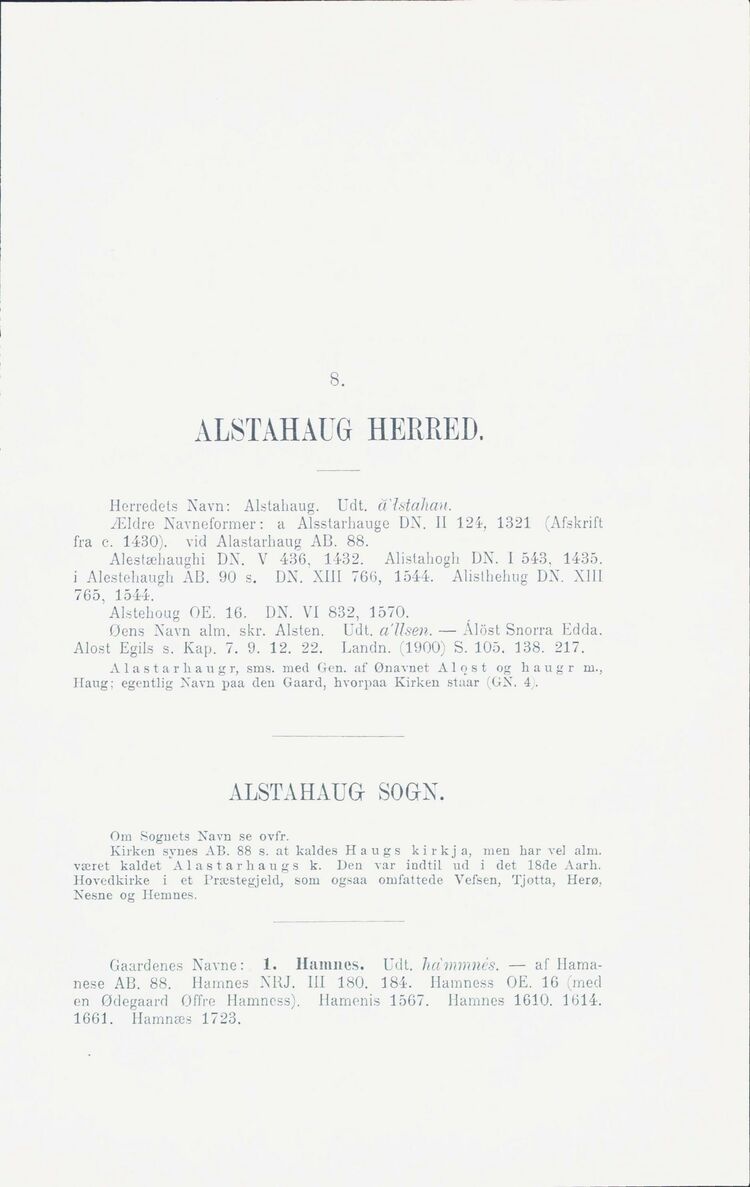 8.
ALSTAHAUG HERRED.
Herredets Navn: Alstahaug. Udt. a`lstahau.
Ældre Navneformer: a Alsstarhauge DN. II 124, 1321 (Afskrift
fra c. 1430). vid Alastarhaug AB. 88.
Alestæhaughi DN. V 436, 1432. Alistahogh DN. I 543, 1435.
i Alestehaugh AB. 90 s. DN. XIII 766, 1544. Alisthehug DN. XIII
765, 1544.
Alstehoug OE. 16. DN. VI 832, 1570.
Øens Navn alm. skr. Alsten. Udt. a`llsen. — Álöst Snorra Edda.
Alost Egils s. Kap. 7. 9. 12. 22. Landn. (1900) S. 105. 138. 217.
Alastarhaugr, sms. med Gen. af Ønavnet Alǫst og haugr m.,
Haug; egentlig Navn paa den Gaard, hvorpaa Kirken staar (GN. 4).
ALSTAHAUG SOGN.
Om Sognets Navn se ovfr.
Kirken synes AB. 88 s. at kaldes Haugs kirkja, men har vel alm.
været kaldet Alastarhaugs k. Den var indtil ud i det 18de Aarh.
Hovedkirke i et Præstegjeld, som ogsaa omfattede Vefsen, Tjotta, Herø,
Nesne og Hemnes.
Gaardenes Navne: 1. Hamnes. Udt. ha`mmnes. — af Hama-
nese AB. 88. Hamnes NRJ. III 180. 184. Hamness OE. 16 (med
en Ødegaard Offre Hamness). Hamenis 1567. Hamnes 1610. 1614.
1661. Hamnæs 1723.